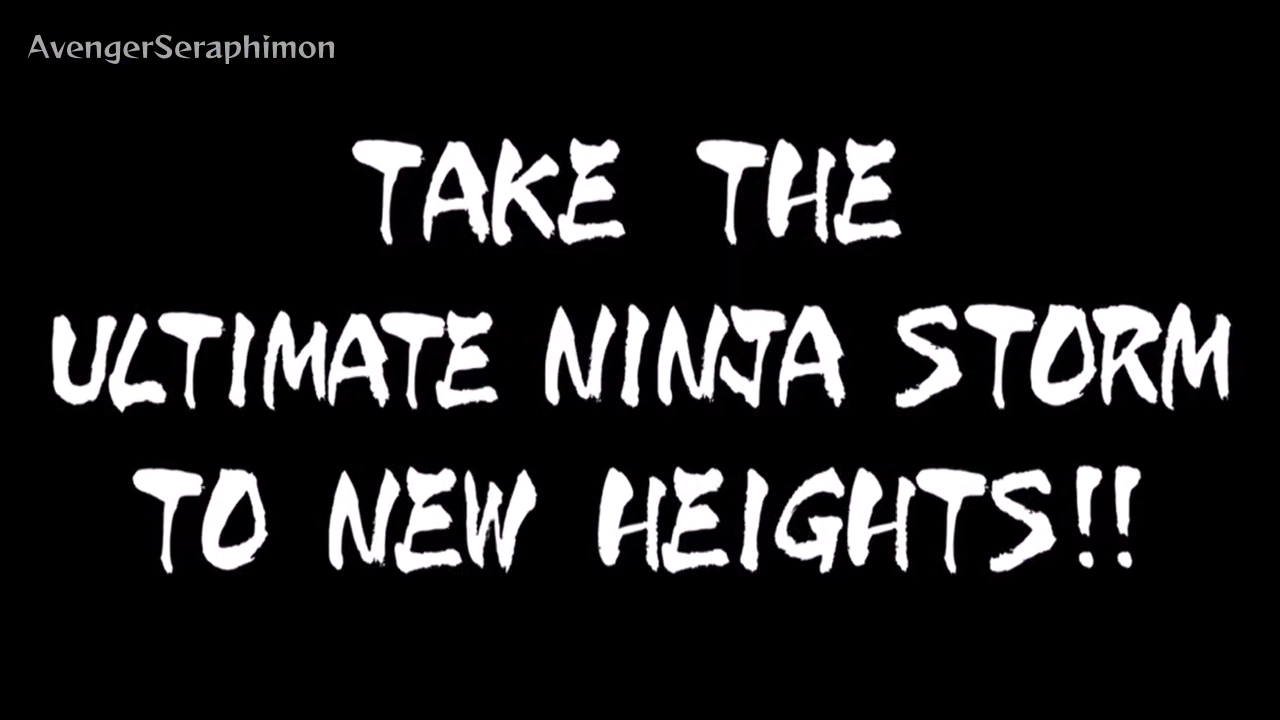 AvengerSeraphimon
TAKE THE
ULTIMATE NINJA STORM
TO NEW HEIGHTS!!